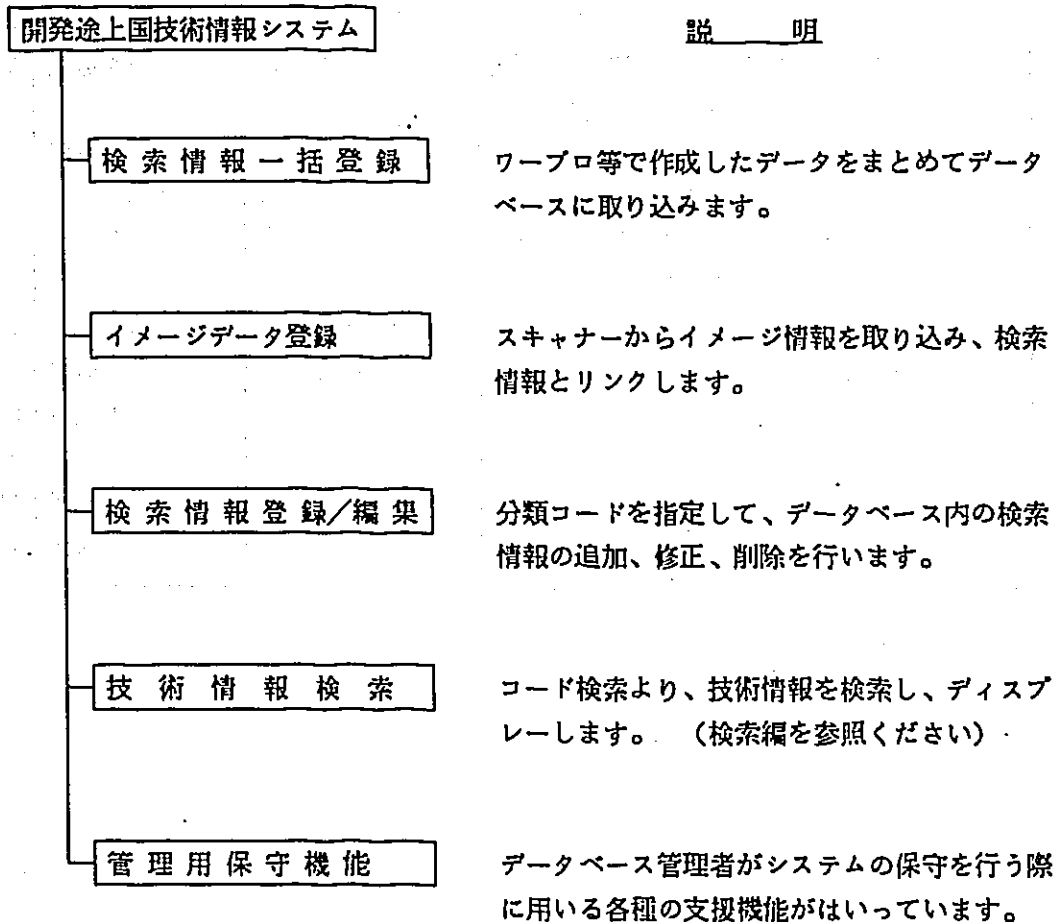 開発途上国技術情報システム
説 明
検索情報一括登録
ワープロ等で作成したデータをまとめてデータ
ベースに取り込みます。
イメージデータ登録
スキャナーからイメージ情報を取り込み、検索
情報とリンクします。
検索情報登録/編集
分類コードを指定して、データベース内の検索
情報の追加、修正、削除を行います。
技術情報検索
コード検索より、技術情報を検索し、ディスプ
レーします。 (検索編を参照ください)
管理用保守機能
データベース管理者がシステムの保守を行う際
に用いる各種の支援機能がはいっています。